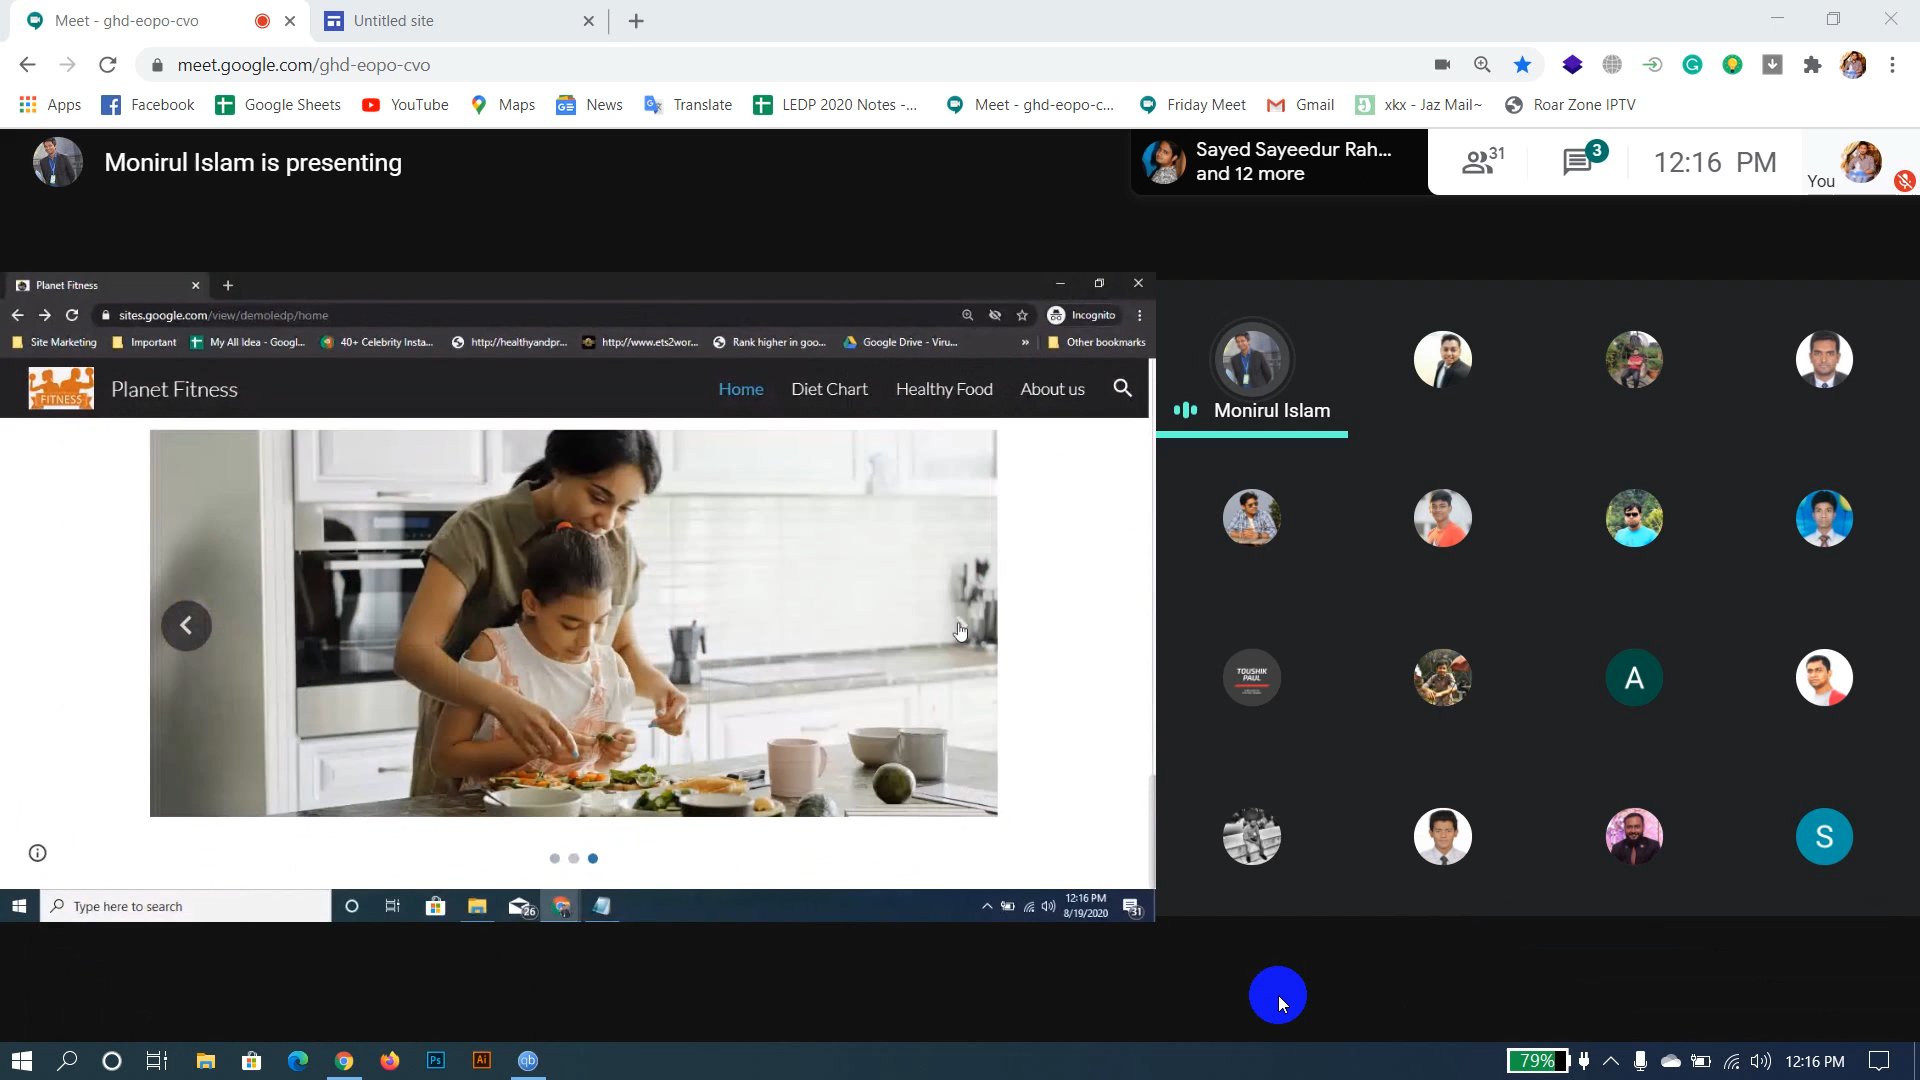 Meet - ghd-eopo-cvo
Untitled site
meet.google.com/ghd-eopo-cvo
Apps Facebook Google Sheets YouTube Maps News Translate LEDP 2020 Notes -... Meet - ghd-eopo-c... Friday Meet Gmail xkx - Jaz Mail~ Roar Zone IPTV
Monirul Islam is presenting
Sayed Sayeedur Rah...
and 12 more
31
3
12:16 PM
You
Planet Fitness
sites.google.com/view/demoledp/home
Incognito
Site Marketing Important My All Idea - Googl... 40+ Celebrity Insta... http://healthyandpr... http://www.ets2wor... Rank higher in goo... Google Drive - Viru... » Other bookmarks
FITNESS
Planet Fitness
Home Diet Chart Healthy Food About us
Monirul Islam
TOUSHIK
PAUL
A
S
Type here to search
26
12:16 PM
8/19/2020
31
Ps
Ai
qb
79%
12:16 PM